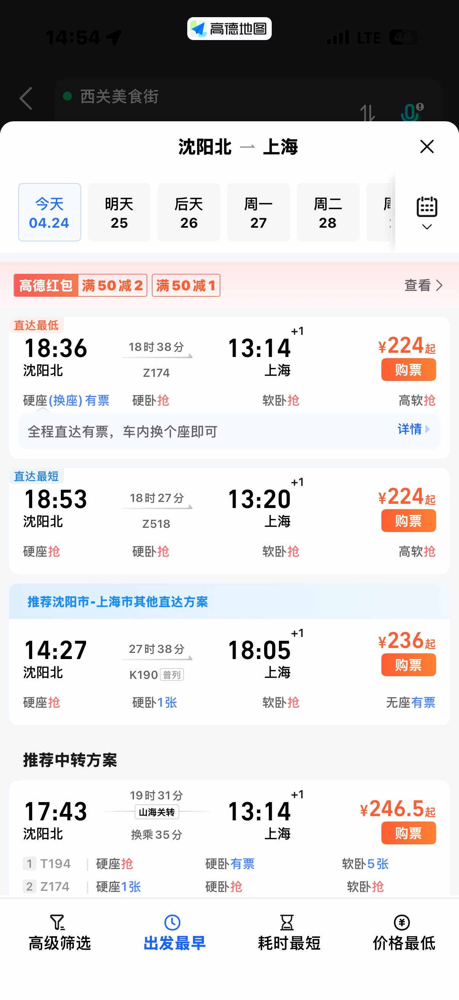 14:54
高德地图
LTE
44
西关美食街
沈阳北 上海
今天 明天 后天 周一 周二
04.24 25 26 27 28
高德红包 满50减2 满50减1 查看
直达最低
+1
18:36 18时38分 13:14 ¥224起
沈阳北 Z174 上海 购票
硬座(换座)有票 硬卧抢 软卧抢 高软抢
全程直达有票，车内换个座即可 详情
直达最短
+1
18:53 18时27分 13:20 ¥224起
沈阳北 Z518 上海 购票
硬座抢 硬卧抢 软卧抢 高软抢
推荐沈阳市-上海市其他直达方案
+1
14:27 27时38分 18:05 ¥236起
沈阳北 K190 普列 上海 购票
硬座抢 硬卧1张 软卧抢 无座有票
推荐中转方案
19时31分 +1
17:43 山海关转 13:14 ¥246.5起
沈阳北 换乘35分 上海 购票
1 T194 硬座抢 硬卧有票 软卧5张
2 Z174 硬座1张 硬卧抢 软卧抢
高级筛选 出发最早 耗时最短 价格最低